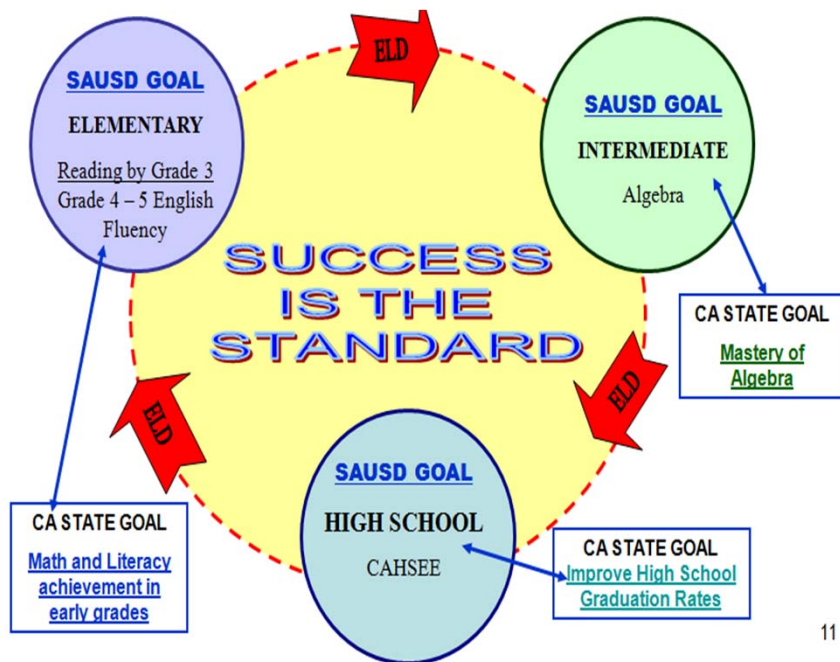 ELD
SAUSD GOAL
ELEMENTARY
Reading by Grade 3
Grade 4 – 5 English
Fluency
SAUSD GOAL
INTERMEDIATE
Algebra
SUCCESS
IS THE
STANDARD
CA STATE GOAL
Mastery of
Algebra
ELD
ELD
SAUSD GOAL
HIGH SCHOOL
CAHSEE
CA STATE GOAL
Math and Literacy
achievement in
early grades
CA STATE GOAL
Improve High School
Graduation Rates
11